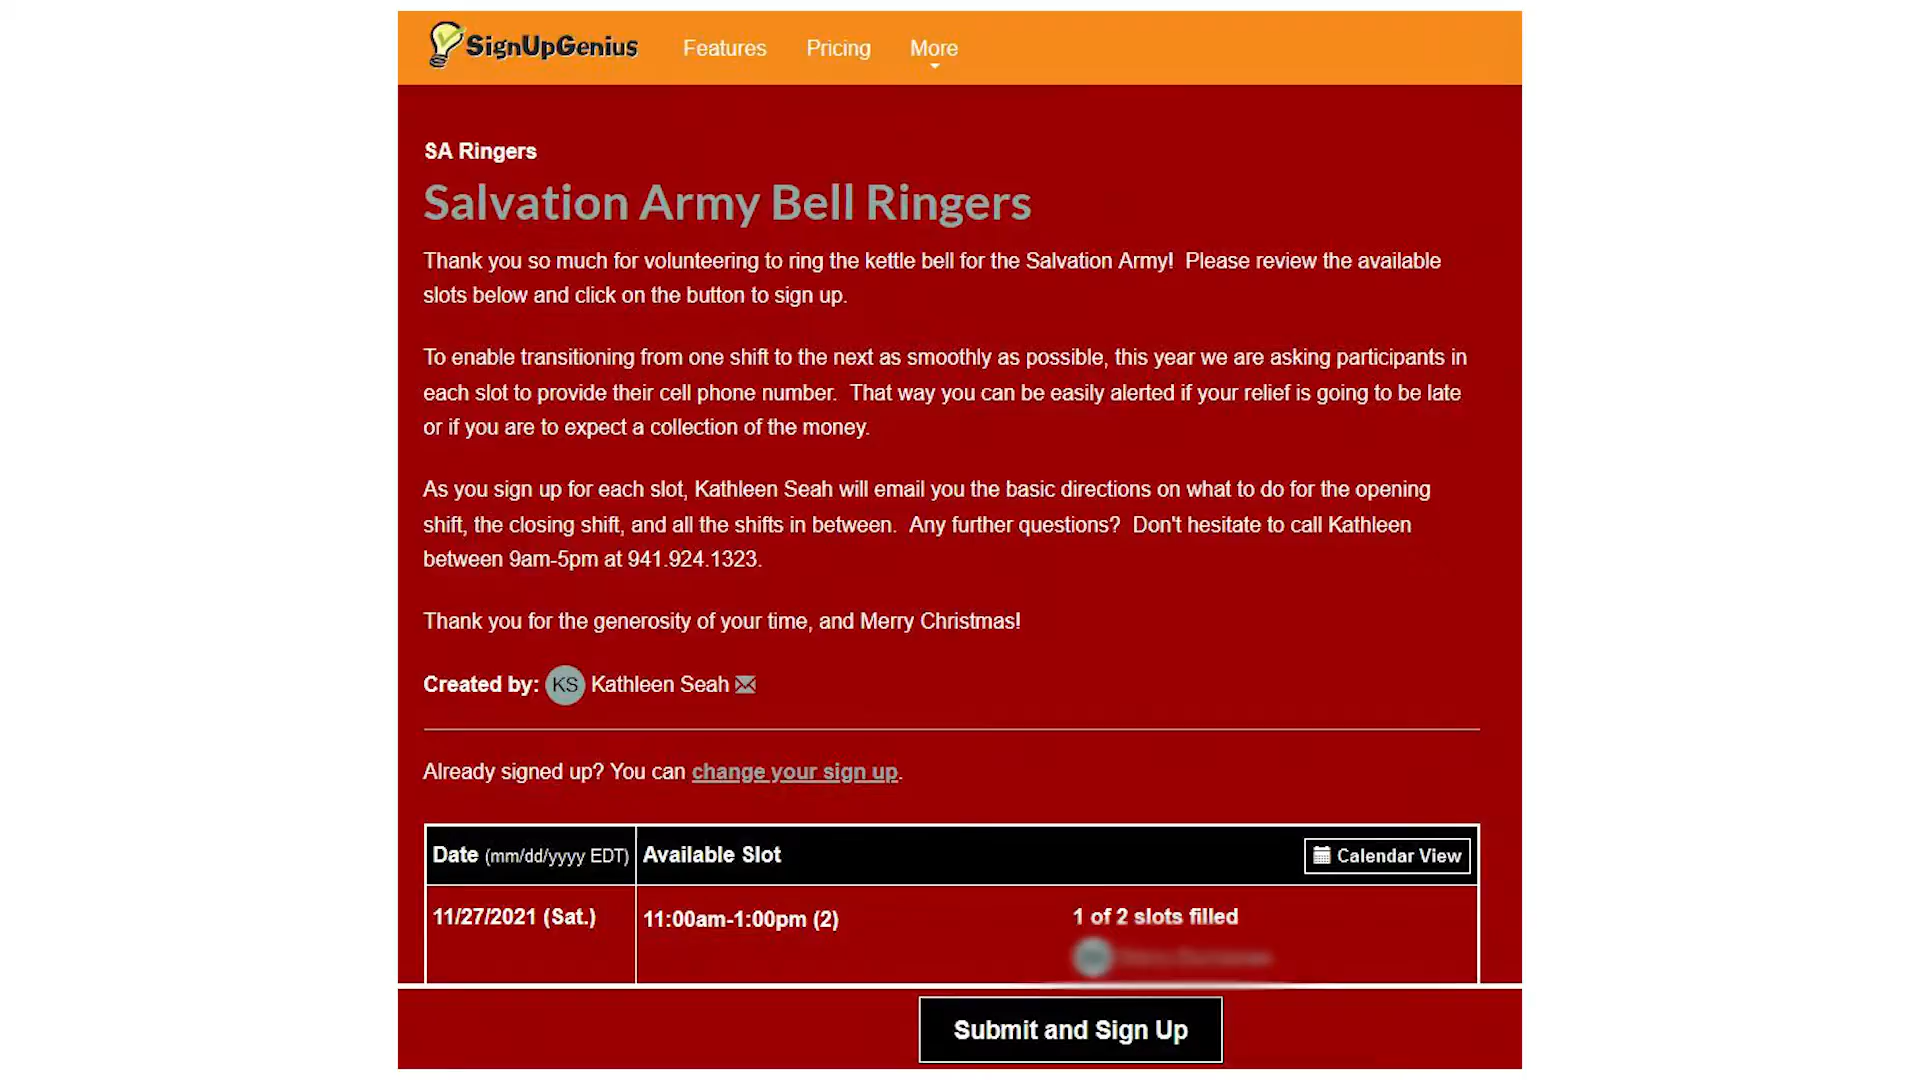 SignUpGenius Features Pricing More
SA Ringers
Salvation Army Bell Ringers
Thank you so much for volunteering to ring the kettle bell for the Salvation Army!  Please review the available
slots below and click on the button to sign up.
To enable transitioning from one shift to the next as smoothly as possible, this year we are asking participants in
each slot to provide their cell phone number.  That way you can be easily alerted if your relief is going to be late
or if you are to expect a collection of the money.
As you sign up for each slot, Kathleen Seah will email you the basic directions on what to do for the opening
shift, the closing shift, and all the shifts in between.  Any further questions?  Don't hesitate to call Kathleen
between 9am-5pm at 941.924.1323.
Thank you for the generosity of your time, and Merry Christmas!
Created by: KS Kathleen Seah
Already signed up? You can change your sign up.
Date (mm/dd/yyyy EDT) Available Slot Calendar View
11/27/2021 (Sat.) 11:00am-1:00pm (2) 1 of 2 slots filled
Submit and Sign Up